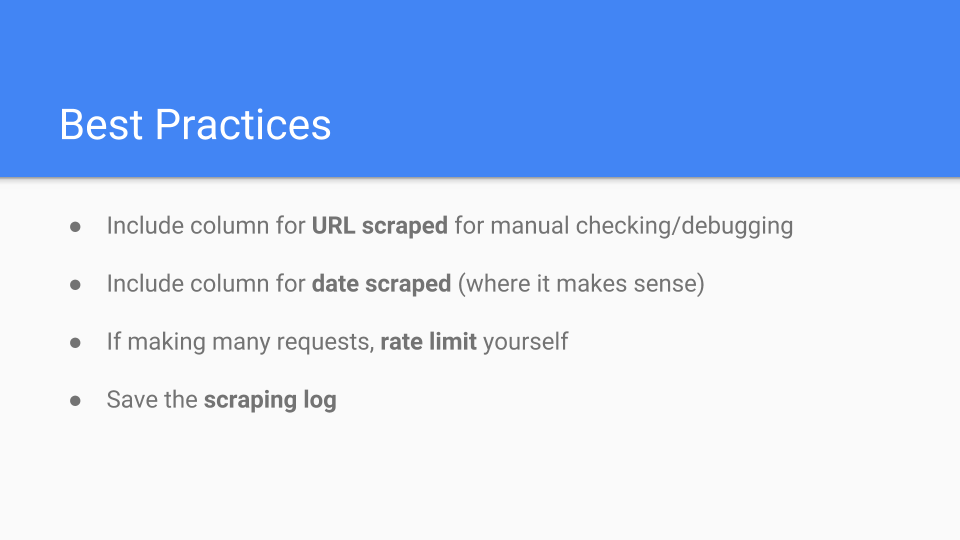 Best Practices
● Include column for URL scraped for manual checking/debugging
● Include column for date scraped (where it makes sense)
● If making many requests, rate limit yourself
● Save the scraping log